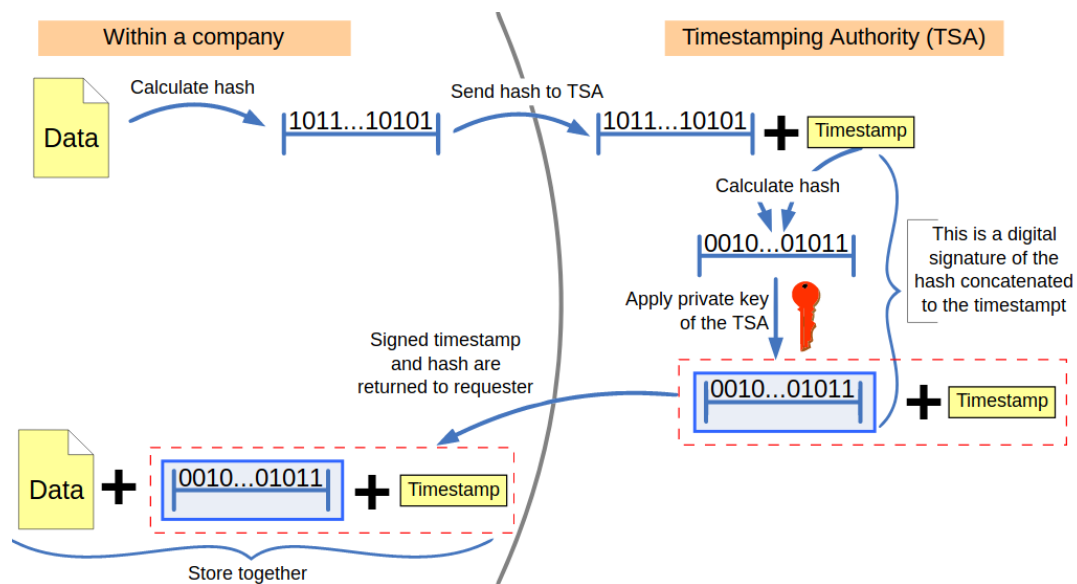 Within a company
Timestamping Authority (TSA)
Calculate hash
Send hash to TSA
Data
1011...10101
1011...10101
Timestamp
Calculate hash
0010...01011
This is a digital
signature of the
hash concatenated
to the timestampt
Apply private key
of the TSA
Signed timestamp
and hash are
returned to requester
0010...01011
Timestamp
Data
0010...01011
Timestamp
Store together